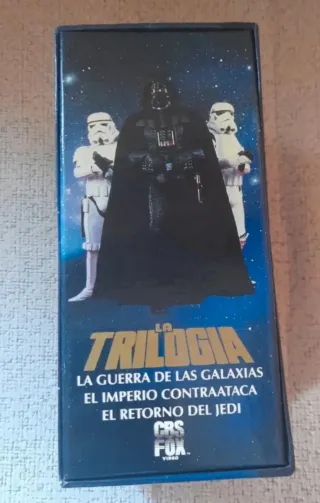 LA
TRILOGIA
LA GUERRA DE LAS GALAXIAS
EL IMPERIO CONTRAATACA
EL RETORNO DEL JEDI
CBS
FOX
VIDEO